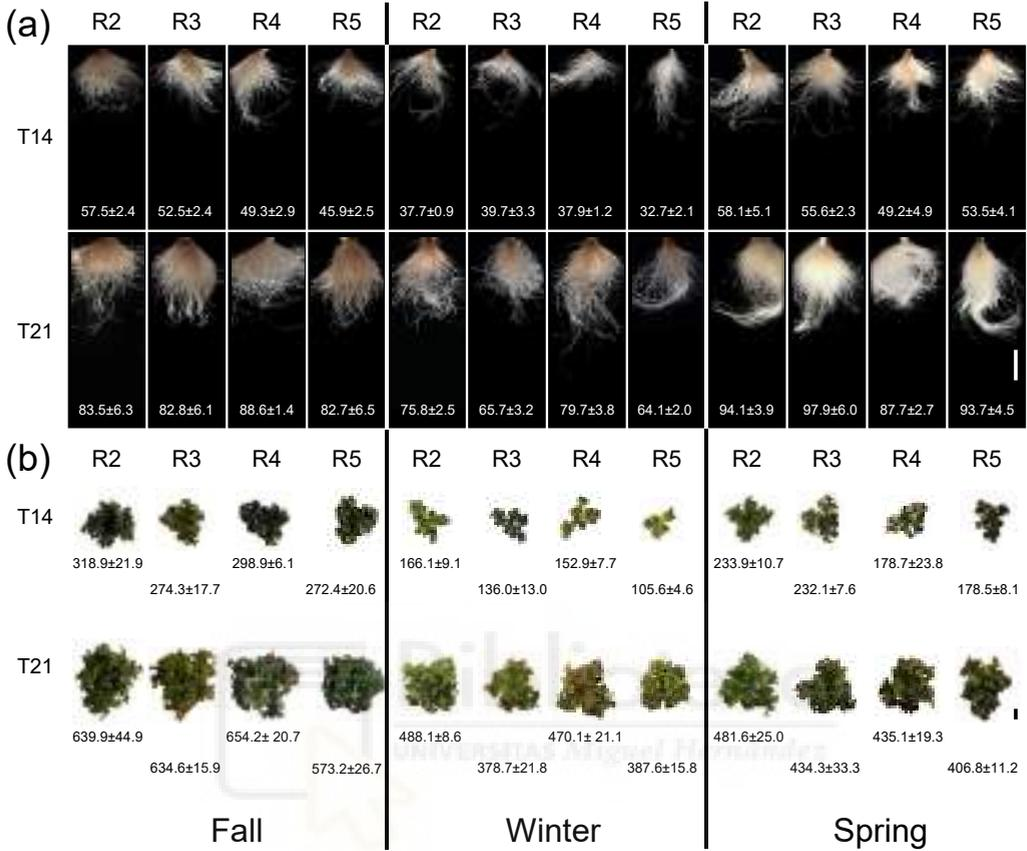 (a) R2 R3 R4 R5 R2 R3 R4 R5 R2 R3 R4 R5
T14
57.5±2.4 52.5±2.4 49.3±2.9 45.9±2.5 37.7±0.9 39.7±3.3 37.9±1.2 32.7±2.1 58.1±5.1 55.6±2.3 49.2±4.9 53.5±4.1
T21
83.5±6.3 82.8±6.1 88.6±1.4 82.7±6.5 75.8±2.5 65.7±3.2 79.7±3.8 64.1±2.0 94.1±3.9 97.9±6.0 87.7±2.7 93.7±4.5
(b) R2 R3 R4 R5 R2 R3 R4 R5 R2 R3 R4 R5
T14
318.9±21.9 298.9±6.1 166.1±9.1 152.9±7.7 233.9±10.7 178.7±23.8
274.3±17.7 272.4±20.6 136.0±13.0 105.6±4.6 232.1±7.6 178.5±8.1
T21
Biblioteca
639.9±44.9 654.2± 20.7 488.1±8.6 470.1± 21.1 481.6±25.0 435.1±19.3
UNIVERSITAS Miguel Hernández
634.6±15.9 573.2±26.7 378.7±21.8 387.6±15.8 434.3±33.3 406.8±11.2
Fall Winter Spring